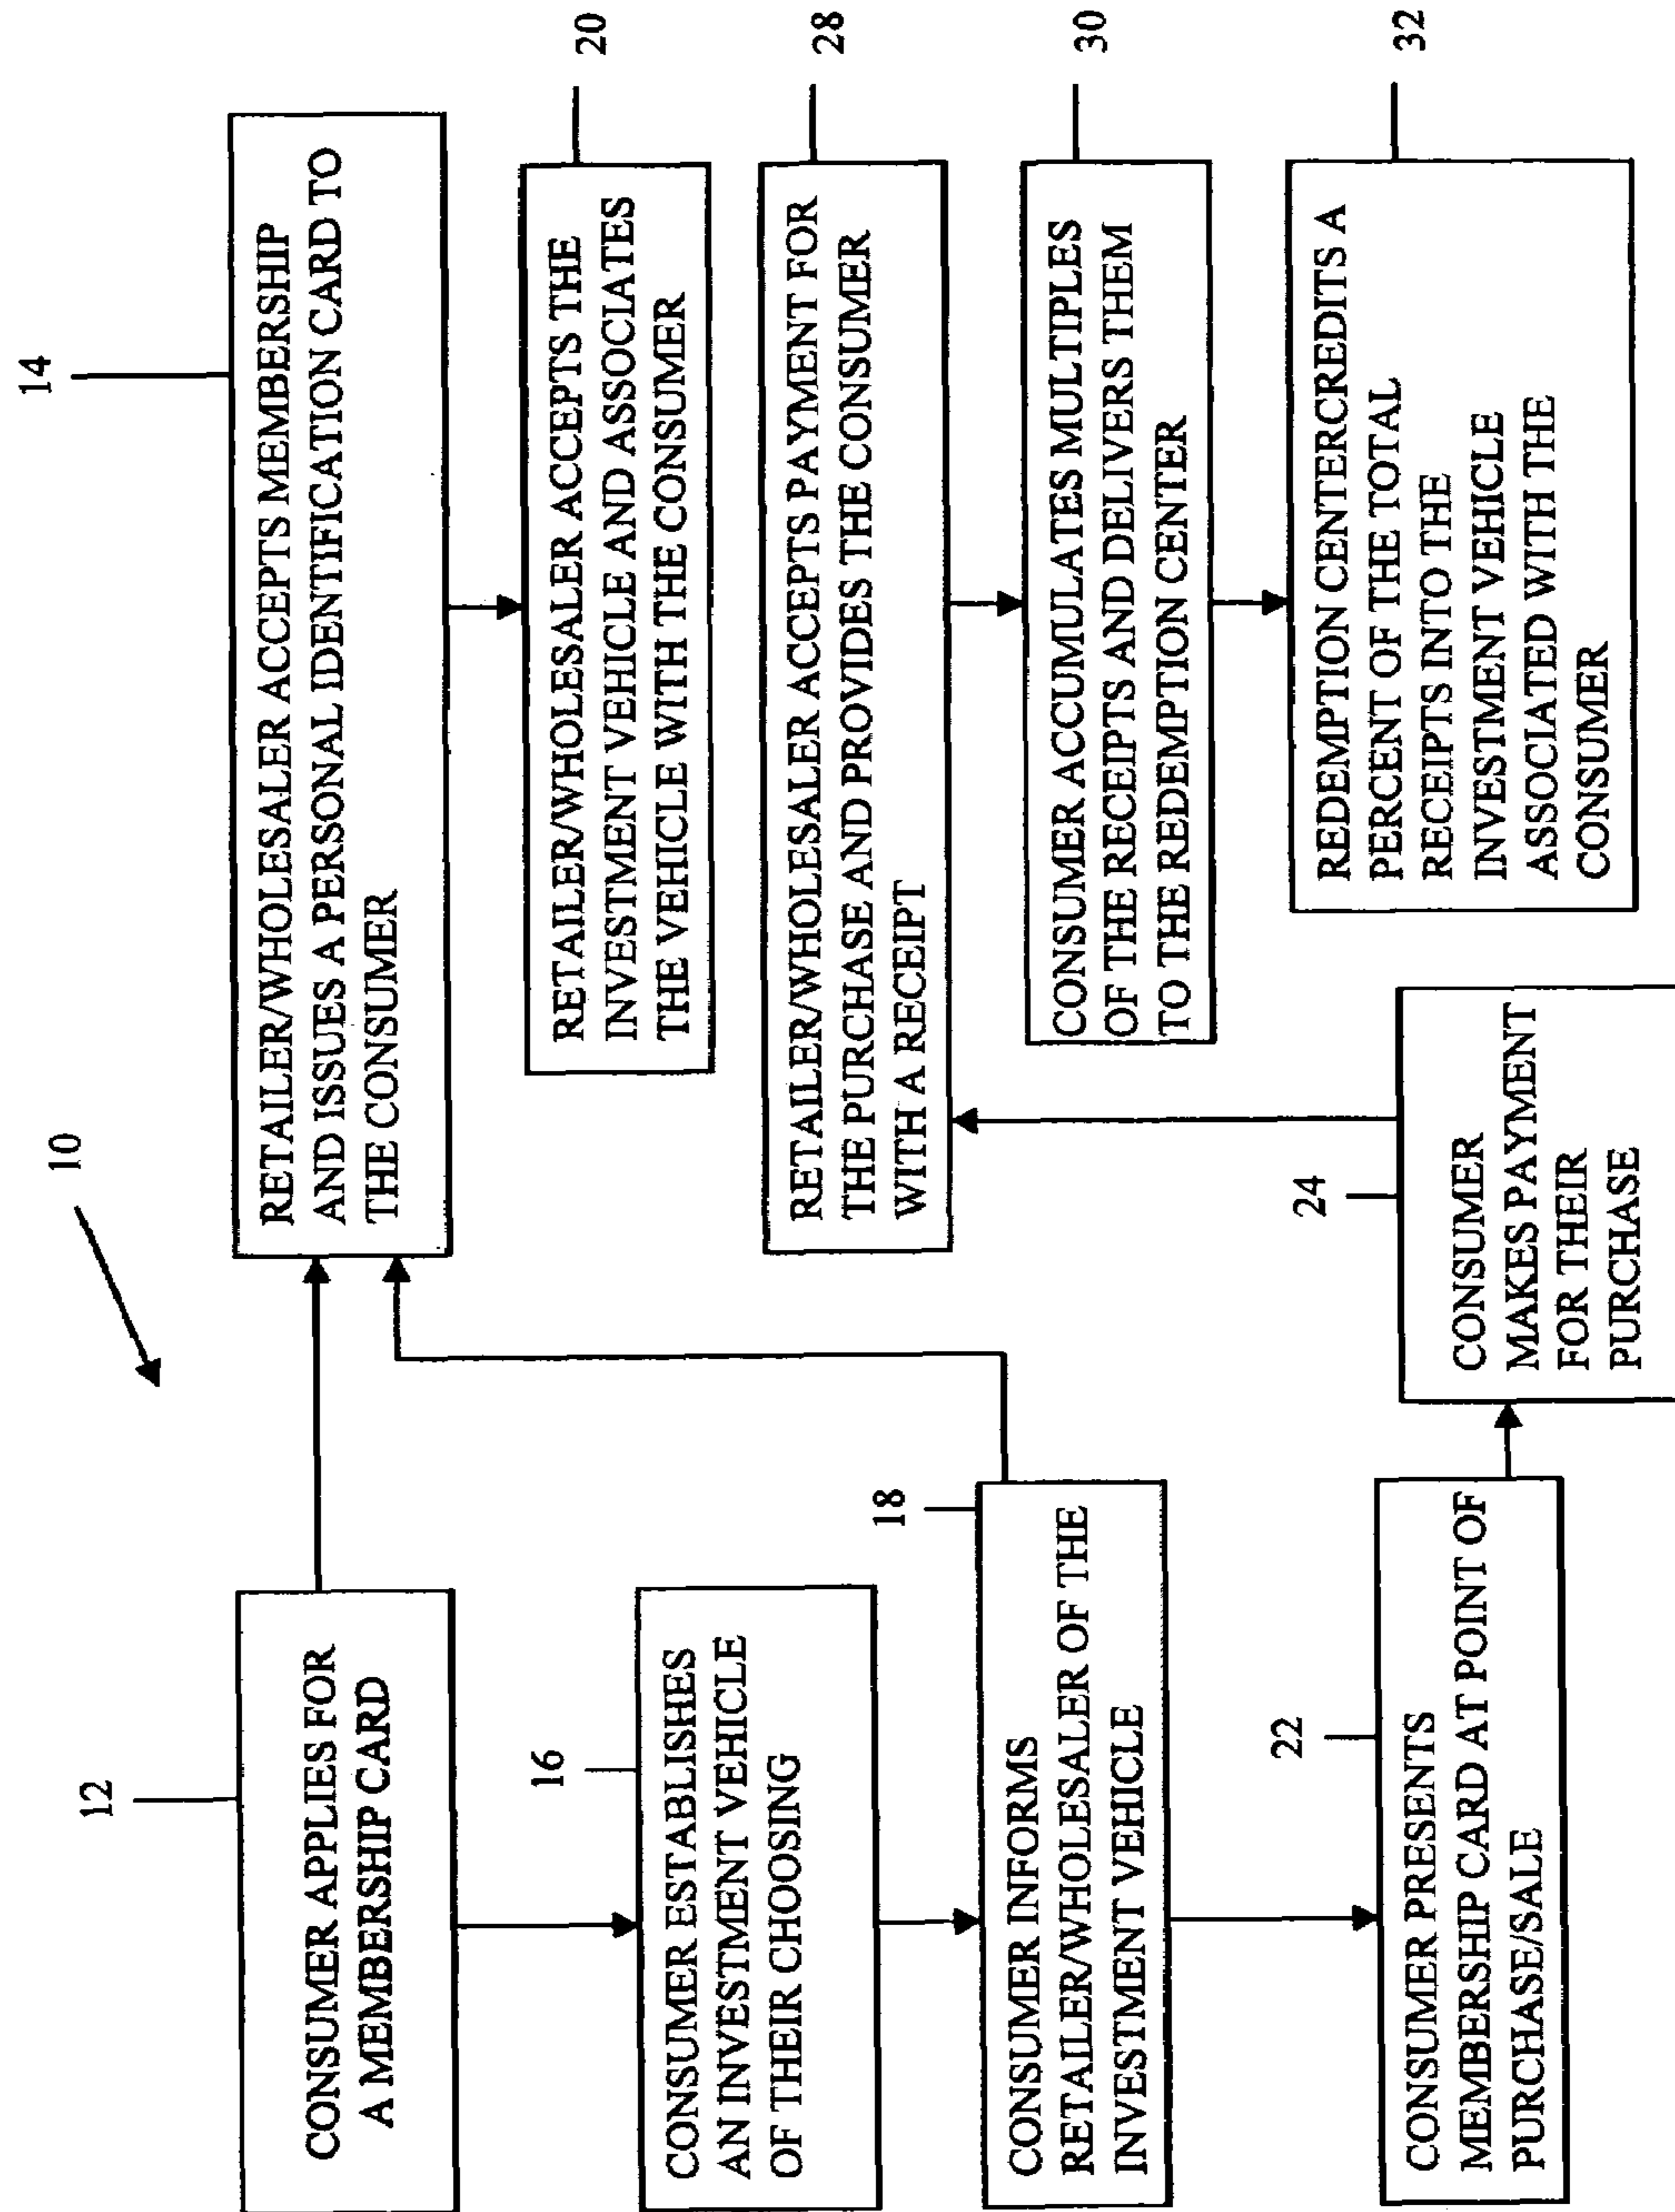 10
12
CONSUMER APPLIES FOR
A MEMBERSHIP CARD
14
RETAILER/WHOLESALER ACCEPTS MEMBERSHIP
AND ISSUES A PERSONAL IDENTIFICATION CARD TO
THE CONSUMER
16
CONSUMER ESTABLISHES
AN INVESTMENT VEHICLE
OF THEIR CHOOSING
20
RETAILER/WHOLESALER ACCEPTS THE
INVESTMENT VEHICLE AND ASSOCIATES
THE VEHICLE WITH THE CONSUMER
18
CONSUMER INFORMS
RETAILER/WHOLESALER OF THE
INVESTMENT VEHICLE
22
CONSUMER PRESENTS
MEMBERSHIP CARD AT POINT OF
PURCHASE/SALE
24
CONSUMER
MAKES PAYMENT
FOR THEIR
PURCHASE
28
RETAILER/WHOLESALER ACCEPTS PAYMENT FOR
THE PURCHASE AND PROVIDES THE CONSUMER
WITH A RECEIPT
30
CONSUMER ACCUMULATES MULTIPLES
OF THE RECEIPTS AND DELIVERS THEM
TO THE REDEMPTION CENTER
32
REDEMPTION CENTERCREDITS A
PERCENT OF THE TOTAL
RECEIPTS INTO THE
INVESTMENT VEHICLE
ASSOCIATED WITH THE
CONSUMER